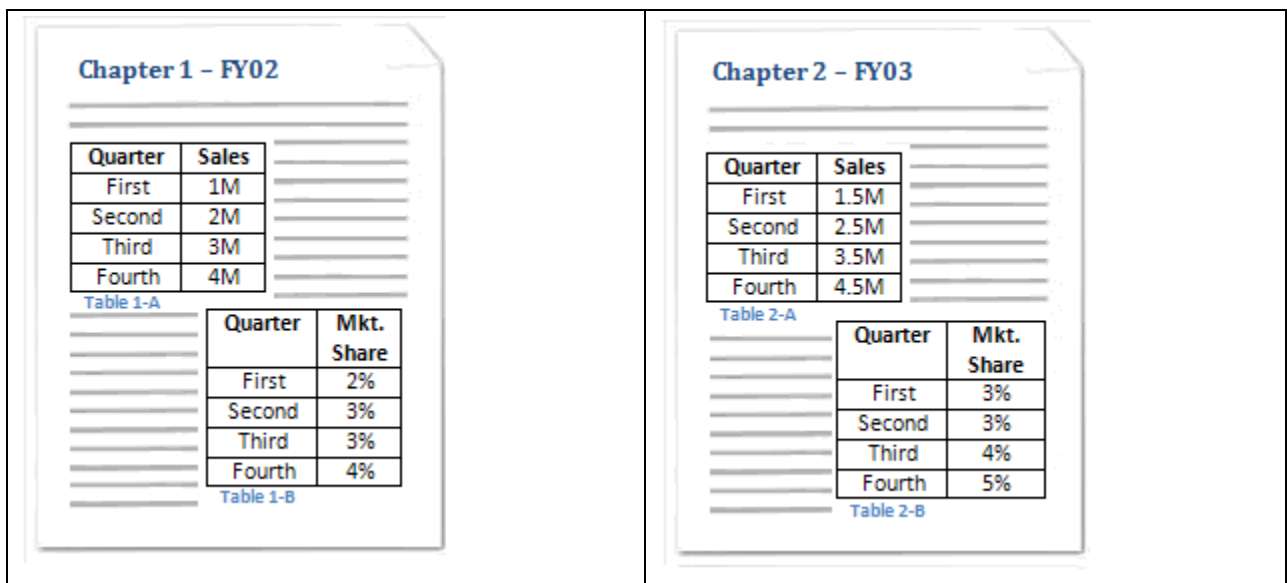 Chapter 1 – FY02
Quarter Sales
First 1M
Second 2M
Third 3M
Fourth 4M
Table 1-A
Quarter Mkt.
Share
First 2%
Second 3%
Third 3%
Fourth 4%
Table 1-B
Chapter 2 – FY03
Quarter Sales
First 1.5M
Second 2.5M
Third 3.5M
Fourth 4.5M
Table 2-A
Quarter Mkt.
Share
First 3%
Second 3%
Third 4%
Fourth 5%
Table 2-B